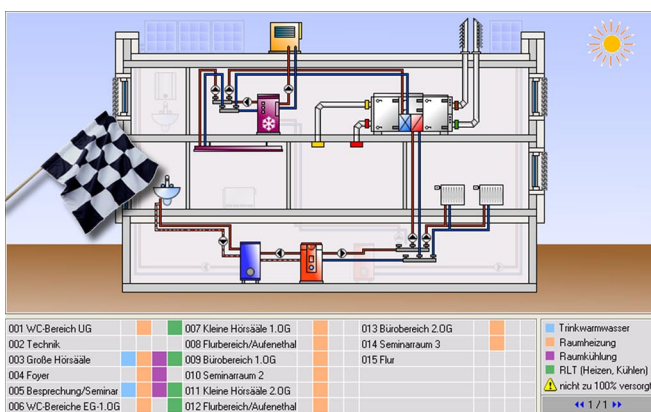 001 WC-Bereich UG
002 Technik
003 Große Hörsääle
004 Foyer
005 Besprechung/Seminar
006 WC-Bereiche EG-1.OG
007 Kleine Hörsääle 1.OG
008 Flurbereich/Aufenethal
009 Bürobereich 1.OG
010 Seminarraum 2
011 Kleine Hörsääle 2.OG
012 Flurbereich/Aufenethal
013 Bürobereich 2.OG
014 Seminarraum 3
015 Flur
Trinkwarmwasser
Raumheizung
Raumkühlung
RLT (Heizen, Kühlen)
nicht zu 100% versorgt
1 / 1